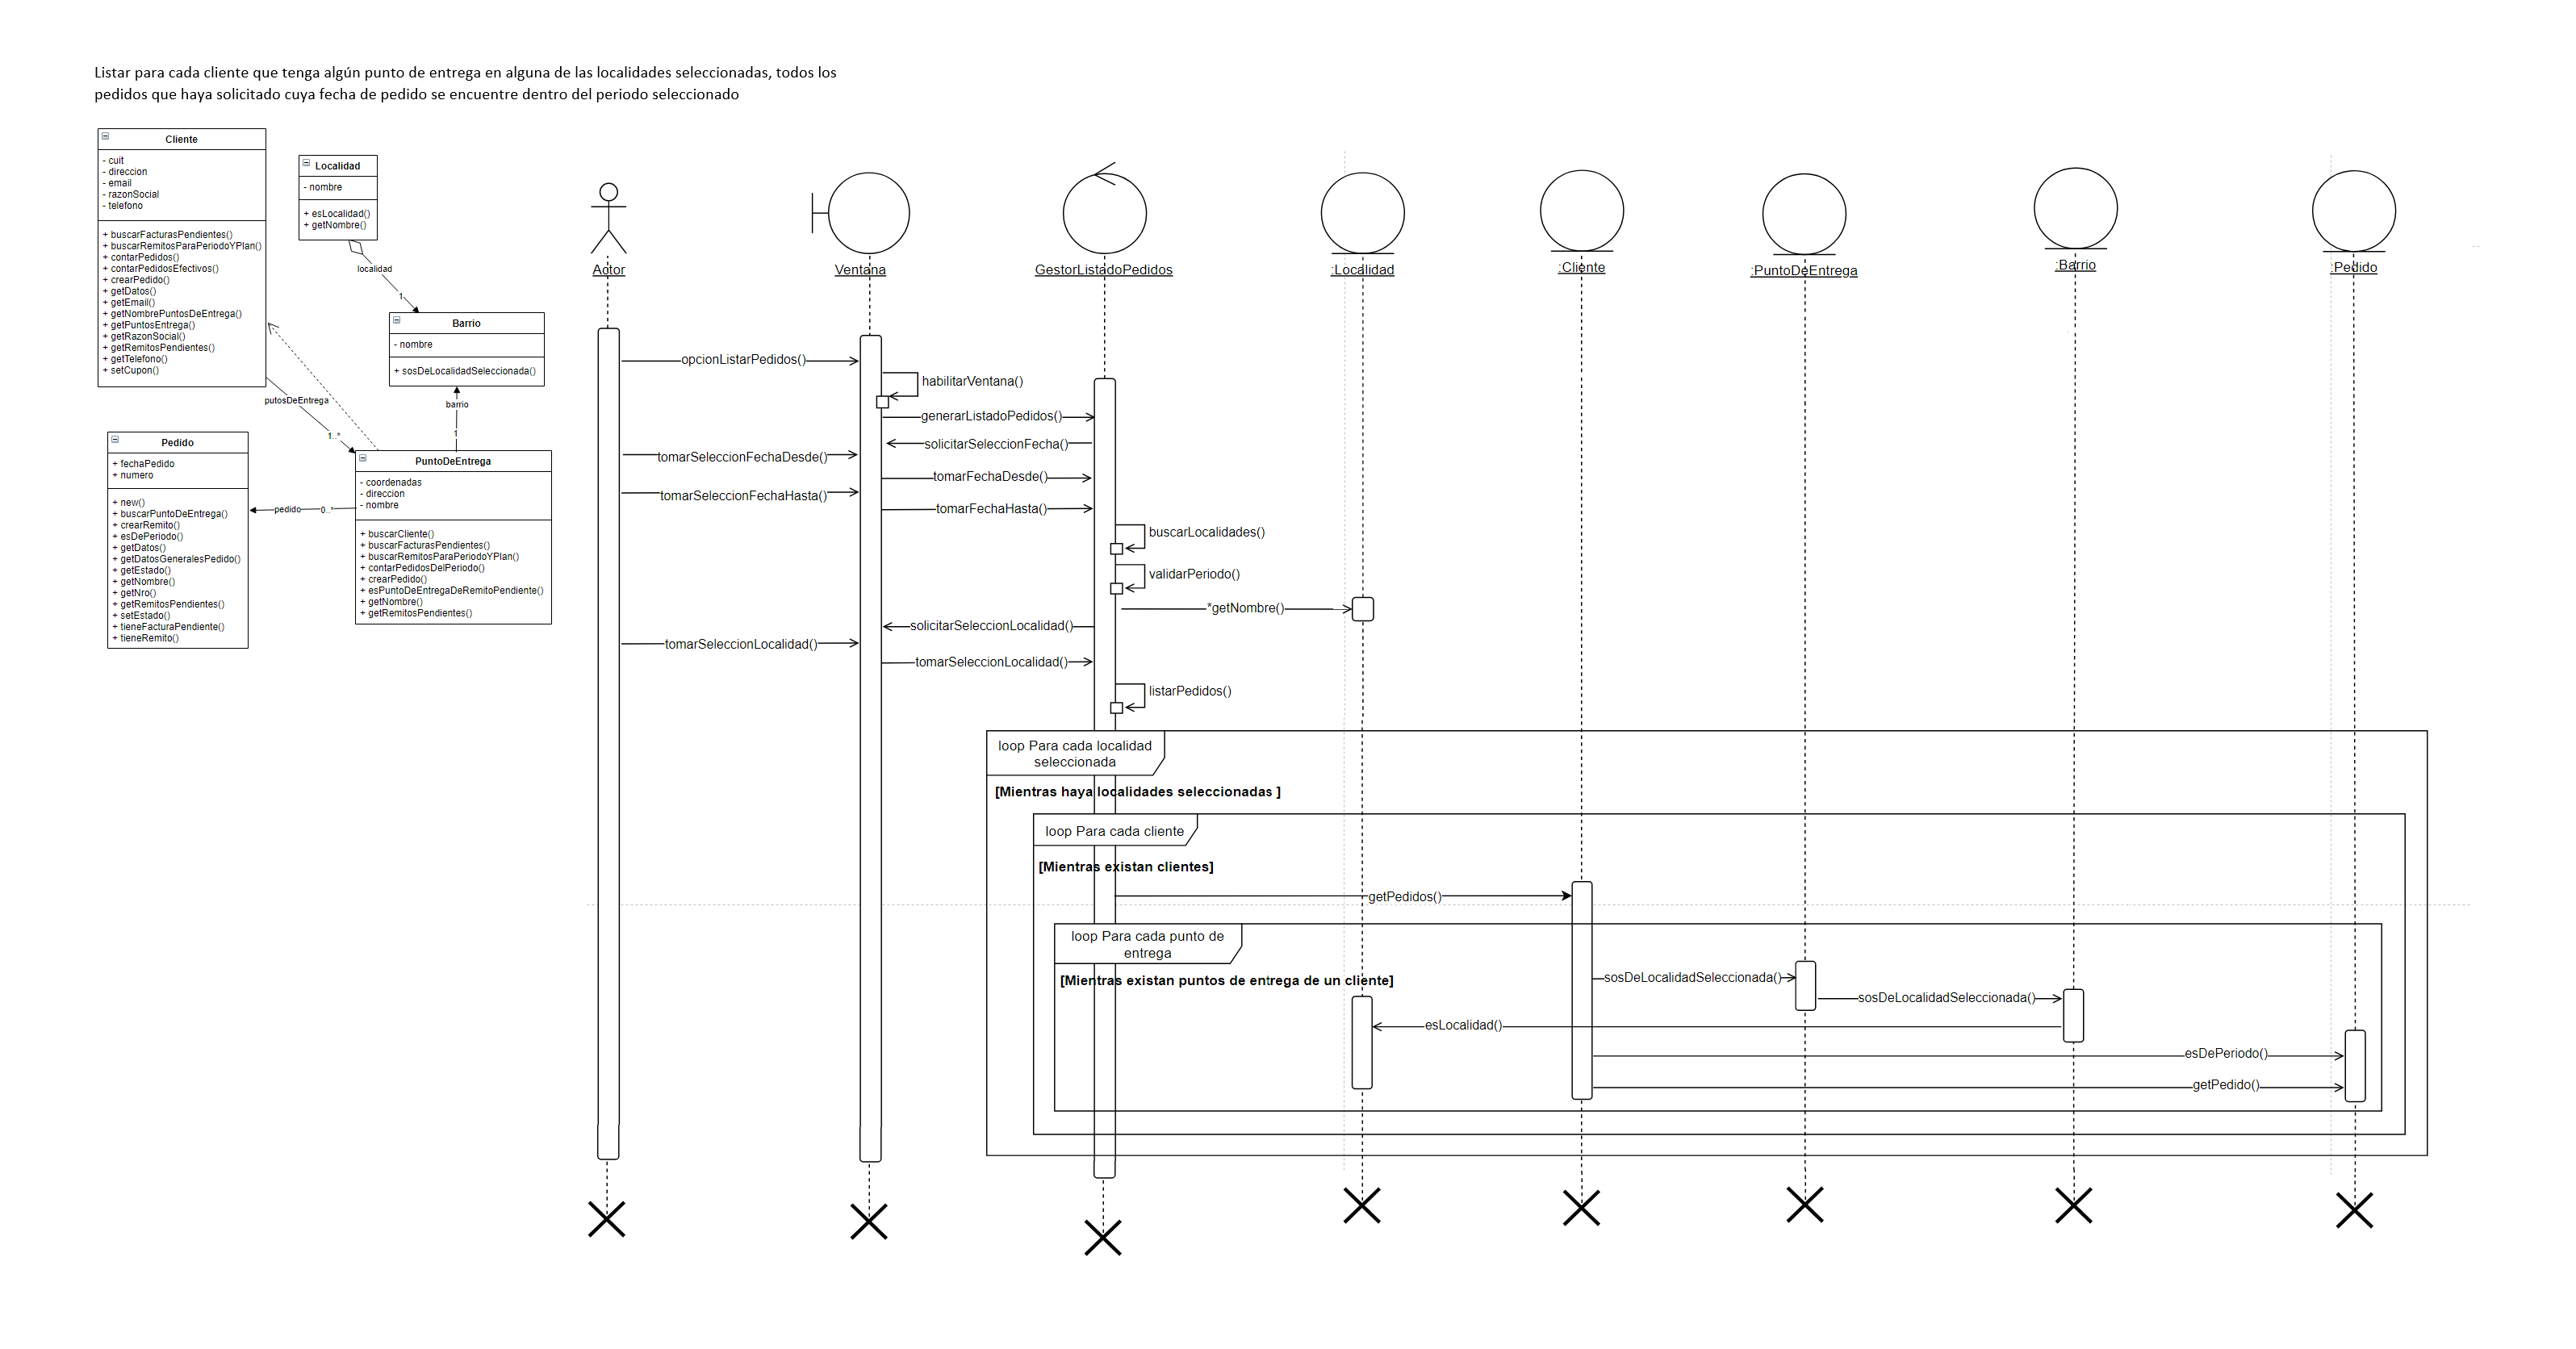 Listar para cada cliente que tenga algún punto de entrega en alguna de las localidades seleccionadas, todos los
pedidos que haya solicitado cuya fecha de pedido se encuentre dentro del periodo seleccionado
Cliente
- cuit
- direccion
- email
- razonSocial
- telefono
+ buscarFacturasPendientes()
+ buscarRemitosParaPeriodoYPlan()
+ contarPedidos()
+ contarPedidosEfectivos()
+ crearPedido()
+ getDatos()
+ getEmail()
+ getNombrePuntosDeEntrega()
+ getPuntosEntrega()
+ getRazonSocial()
+ getRemitosPendientes()
+ getTelefono()
+ setCupon()
Localidad
- nombre
+ esLocalidad()
+ getNombre()
localidad
1
Barrio
- nombre
+ sosDeLocalidadSeleccionada()
barrio
1
putosDeEntrega
1..*
Pedido
+ fechaPedido
+ numero
+ new()
+ buscarPuntoDeEntrega()
+ crearRemito()
+ esDePeriodo()
+ getDatos()
+ getDatosGeneralesPedido()
+ getEstado()
+ getNombre()
+ getNro()
+ getRemitosPendientes()
+ setEstado()
+ tieneFacturaPendiente()
+ tieneRemito()
pedido
0..*
PuntoDeEntrega
- coordenadas
- direccion
- nombre
+ buscarCliente()
+ buscarFacturasPendientes()
+ buscarRemitosParaPeriodoYPlan()
+ contarPedidosDelPeriodo()
+ crearPedido()
+ esPuntoDeEntregaDeRemitoPendiente()
+ getNombre()
+ getRemitosPendientes()
Actor
Ventana
GestorListadoPedidos
:Localidad
:Cliente
:PuntoDeEntrega
:Barrio
:Pedido
opcionListarPedidos()
habilitarVentana()
generarListadoPedidos()
solicitarSeleccionFecha()
tomarSeleccionFechaDesde()
tomarFechaDesde()
tomarSeleccionFechaHasta()
tomarFechaHasta()
buscarLocalidades()
validarPeriodo()
*getNombre()
solicitarSeleccionLocalidad()
tomarSeleccionLocalidad()
tomarSeleccionLocalidad()
listarPedidos()
loop Para cada localidad
seleccionada
[Mientras haya localidades seleccionadas ]
loop Para cada cliente
[Mientras existan clientes]
getPedidos()
loop Para cada punto de
entrega
[Mientras existan puntos de entrega de un cliente]
sosDeLocalidadSeleccionada()
sosDeLocalidadSeleccionada()
esLocalidad()
esDePeriodo()
getPedido()